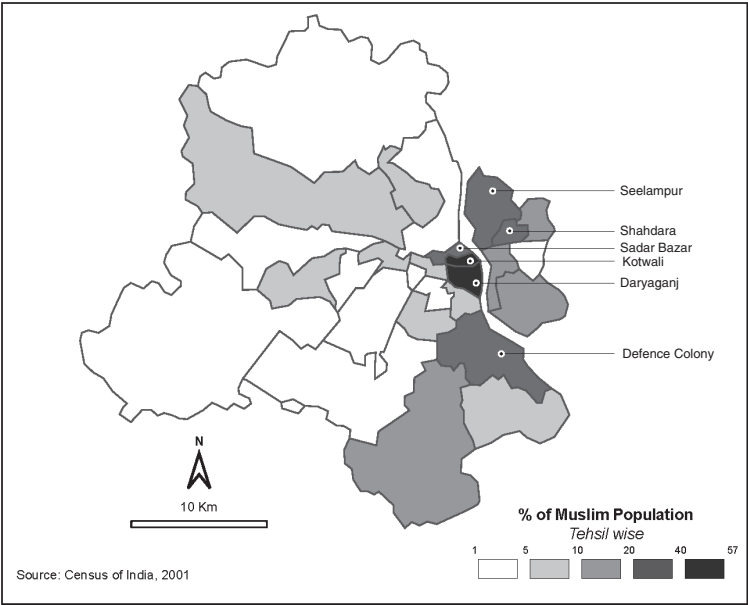 Seelampur
Shahdara
Sadar Bazar
Kotwali
Daryaganj
Defence Colony
N
10 Km
% of Muslim Population
Tehsil wise
1 5 10 20 40 57
Source: Census of India, 2001